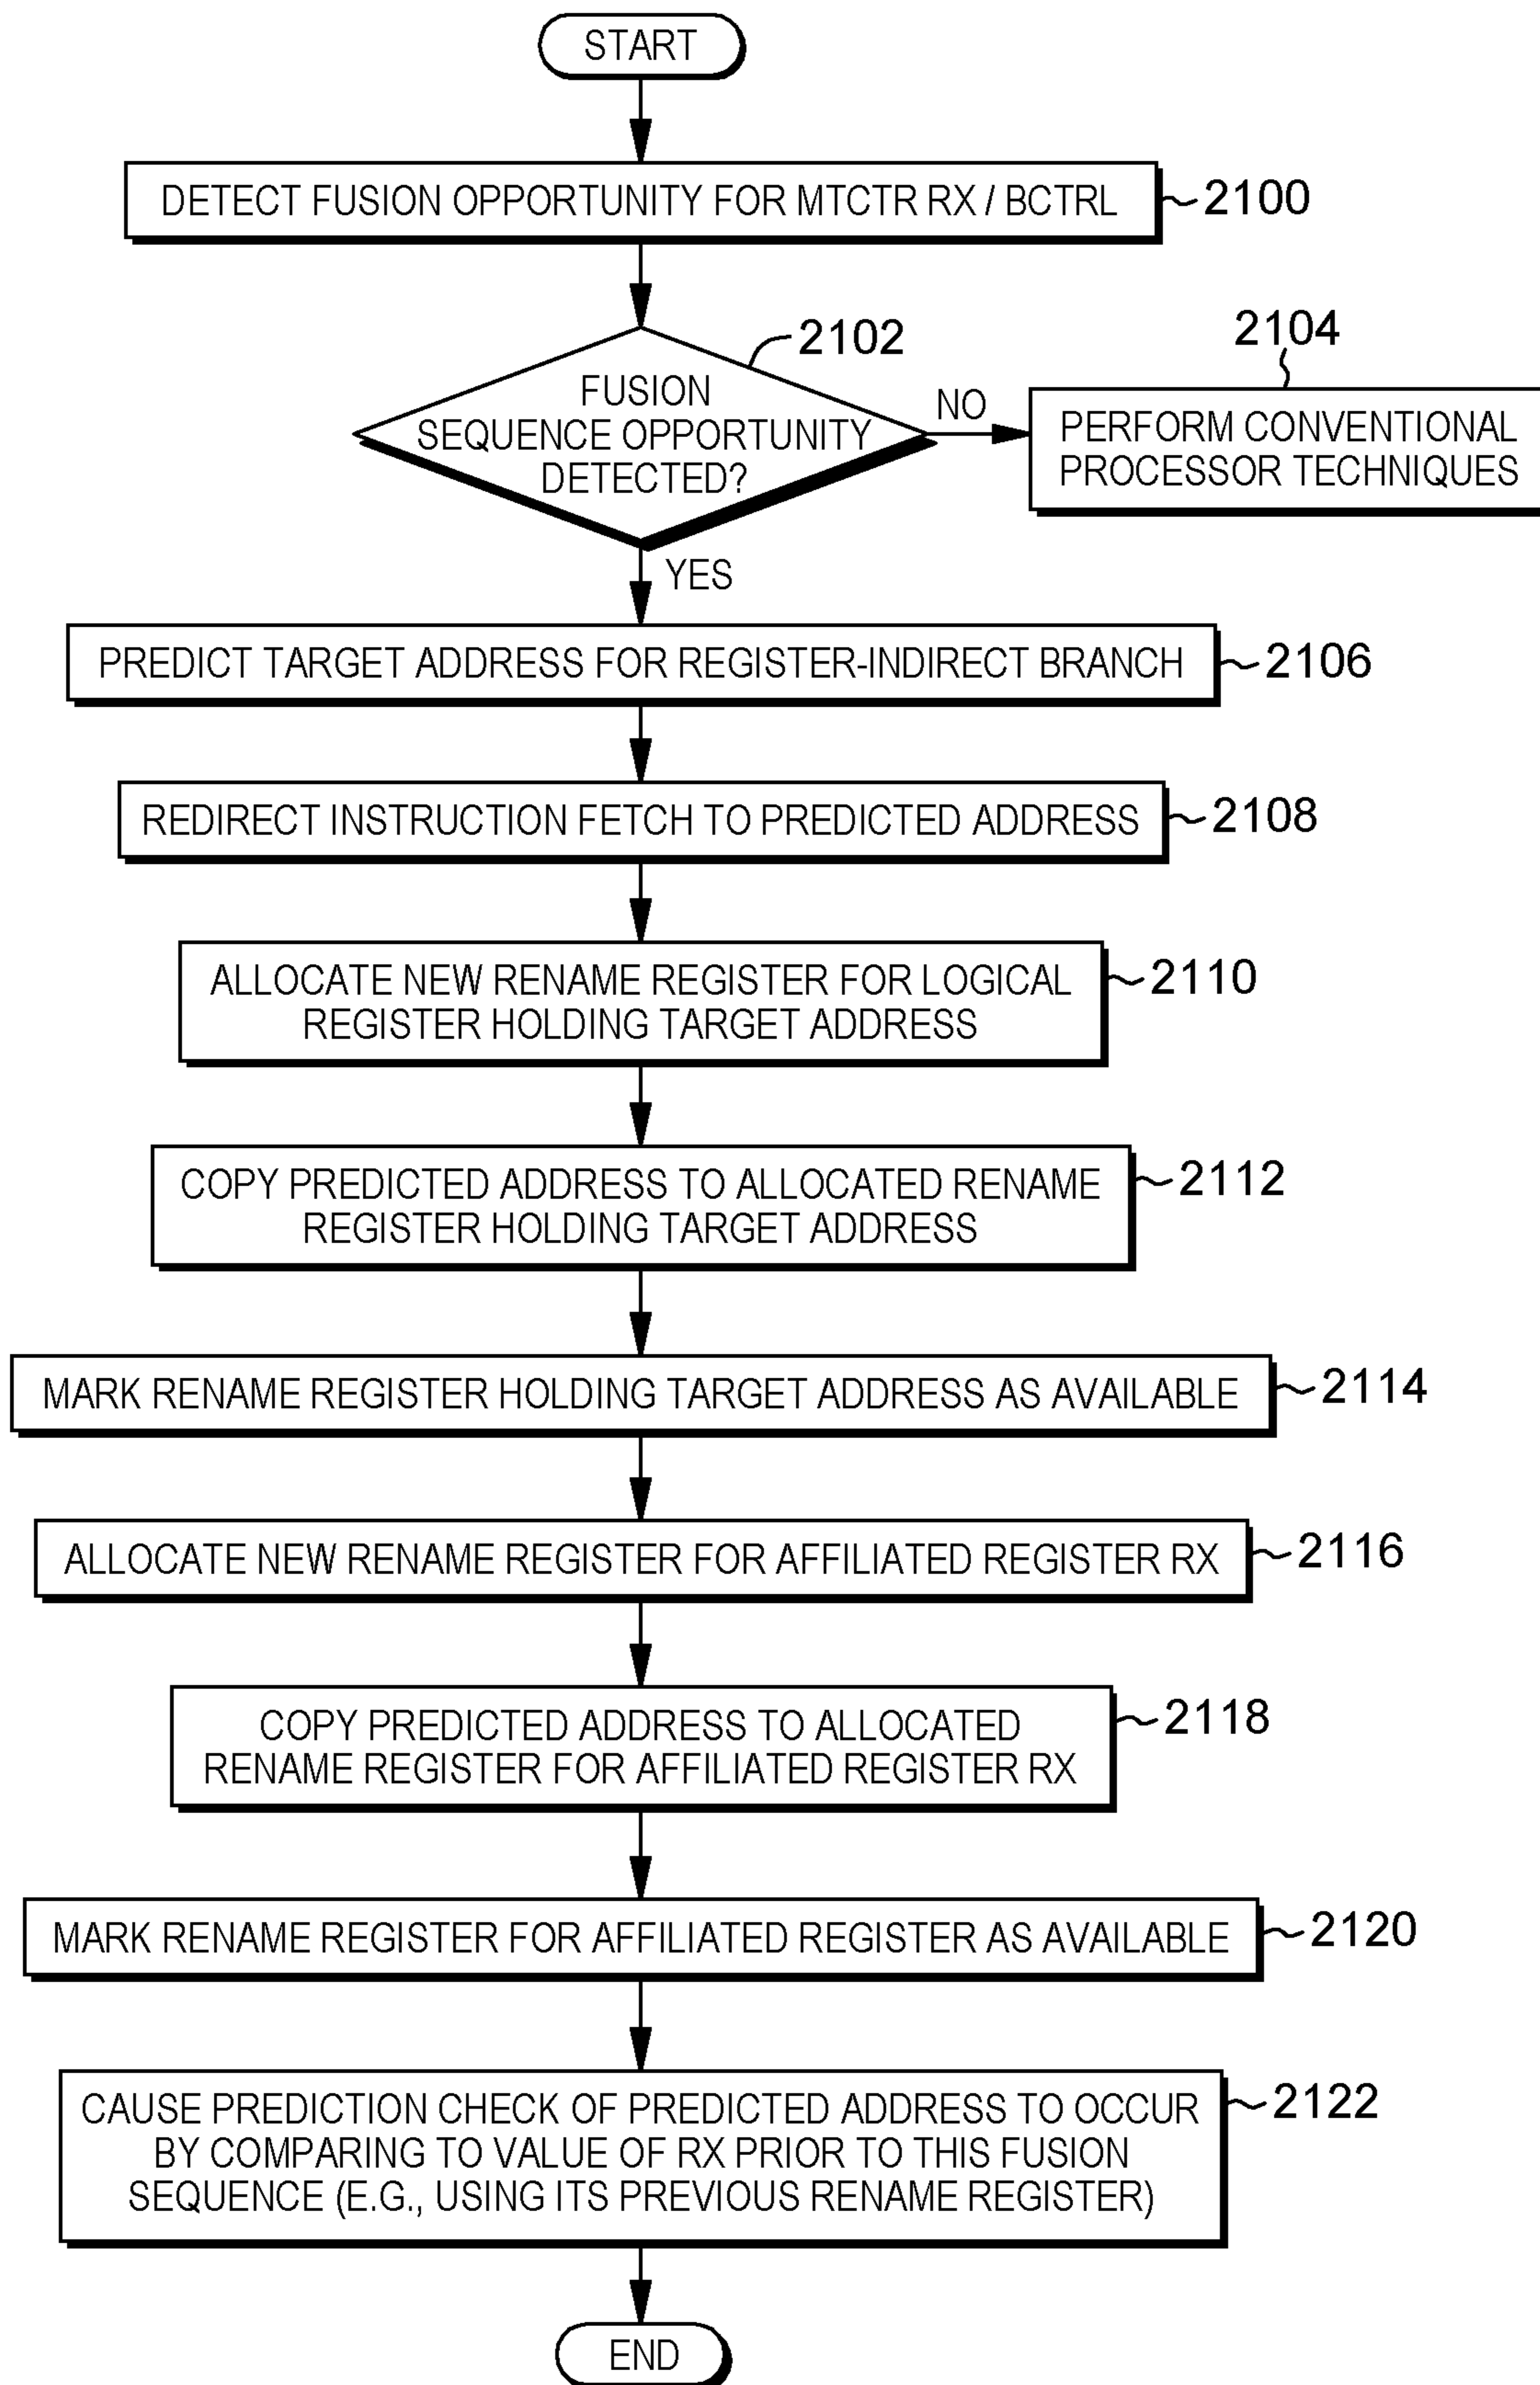 START
DETECT FUSION OPPORTUNITY FOR MTCTR RX / BCTRL
2100
2102
FUSION
SEQUENCE OPPORTUNITY
DETECTED?
NO
2104
PERFORM CONVENTIONAL
PROCESSOR TECHNIQUES
YES
PREDICT TARGET ADDRESS FOR REGISTER-INDIRECT BRANCH
2106
REDIRECT INSTRUCTION FETCH TO PREDICTED ADDRESS
2108
ALLOCATE NEW RENAME REGISTER FOR LOGICAL
REGISTER HOLDING TARGET ADDRESS
2110
COPY PREDICTED ADDRESS TO ALLOCATED RENAME
REGISTER HOLDING TARGET ADDRESS
2112
MARK RENAME REGISTER HOLDING TARGET ADDRESS AS AVAILABLE
2114
ALLOCATE NEW RENAME REGISTER FOR AFFILIATED REGISTER RX
2116
COPY PREDICTED ADDRESS TO ALLOCATED
RENAME REGISTER FOR AFFILIATED REGISTER RX
2118
MARK RENAME REGISTER FOR AFFILIATED REGISTER AS AVAILABLE
2120
CAUSE PREDICTION CHECK OF PREDICTED ADDRESS TO OCCUR
BY COMPARING TO VALUE OF RX PRIOR TO THIS FUSION
SEQUENCE (E.G., USING ITS PREVIOUS RENAME REGISTER)
2122
END